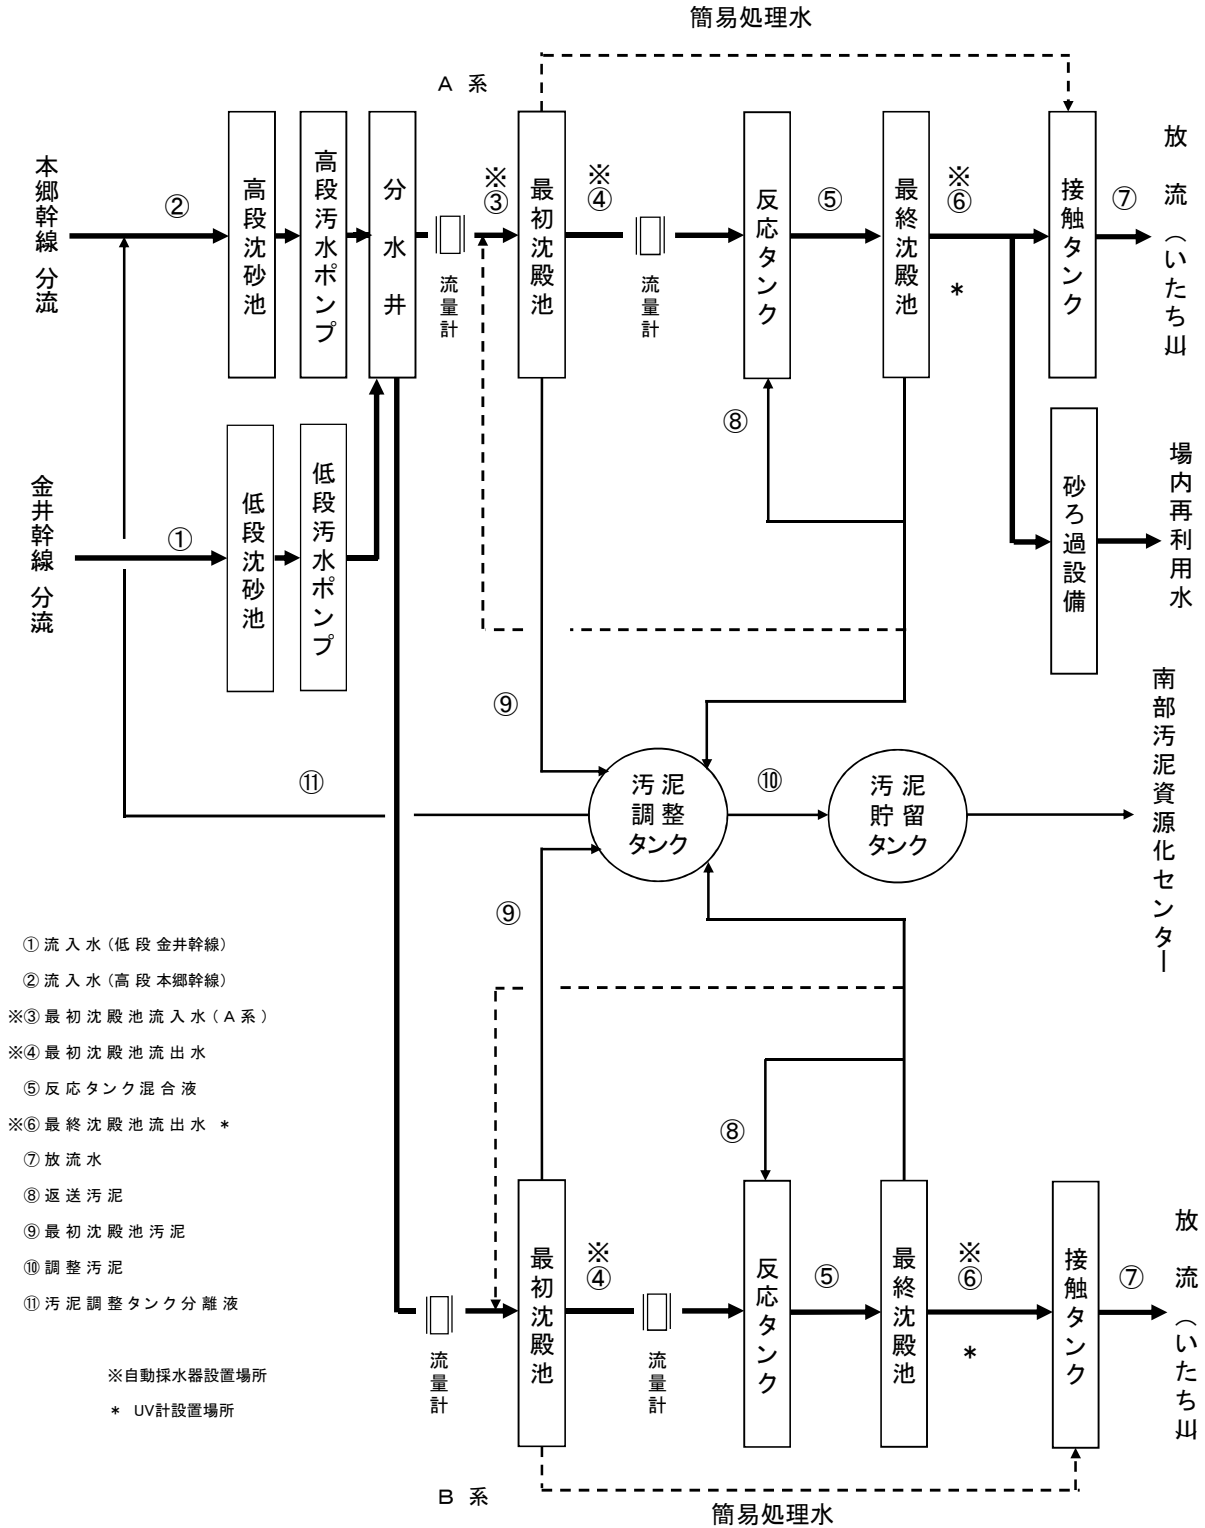 簡易処理水
A 系
本郷幹線 分流
②
高段沈砂池
高段汚水ポンプ
分水井
流量計
※
③
最初沈殿池
※
④
流量計
反応タンク
⑤
最終沈殿池
※
⑥
*
接触タンク
⑦
放 流 (いたち川)
金井幹線 分流
①
低段沈砂池
低段汚水ポンプ
⑧
砂ろ過設備
場内再利用水
⑨
⑪
汚泥
調整
タンク
⑩
汚泥
貯留
タンク
南部汚泥資源化センター
⑨
⑧
流量計
最初沈殿池
※
④
流量計
反応タンク
⑤
最終沈殿池
※
⑥
*
接触タンク
⑦
放 流 (いたち川)
B 系
簡易処理水
①流入水(低段金井幹線)
②流入水(高段本郷幹線)
※③最初沈殿池流入水(A系)
※④最初沈殿池流出水
⑤反応タンク混合液
※⑥最終沈殿池流出水 *
⑦放流水
⑧返送汚泥
⑨最初沈殿池汚泥
⑩調整汚泥
⑪汚泥調整タンク分離液
※自動採水器設置場所
* UV計設置場所